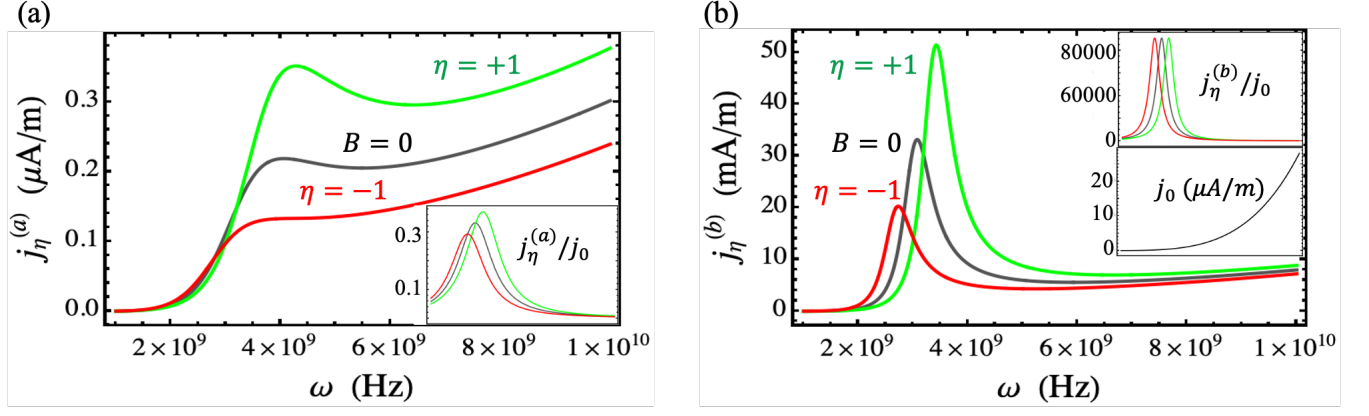 (a)
j_η^(a) (μA/m)
0.3
0.2
0.1
0.0
η = +1
B = 0
η = −1
0.3
0.1
j_η^(a)/j_0
2×10^9
4×10^9
6×10^9
8×10^9
1×10^10
ω (Hz)
(b)
j_η^(b) (mA/m)
50
40
30
20
10
0
η = +1
B = 0
η = −1
80000
60000
0
j_η^(b)/j_0
20
10
0
j_0 (μA/m)
2×10^9
4×10^9
6×10^9
8×10^9
1×10^10
ω (Hz)